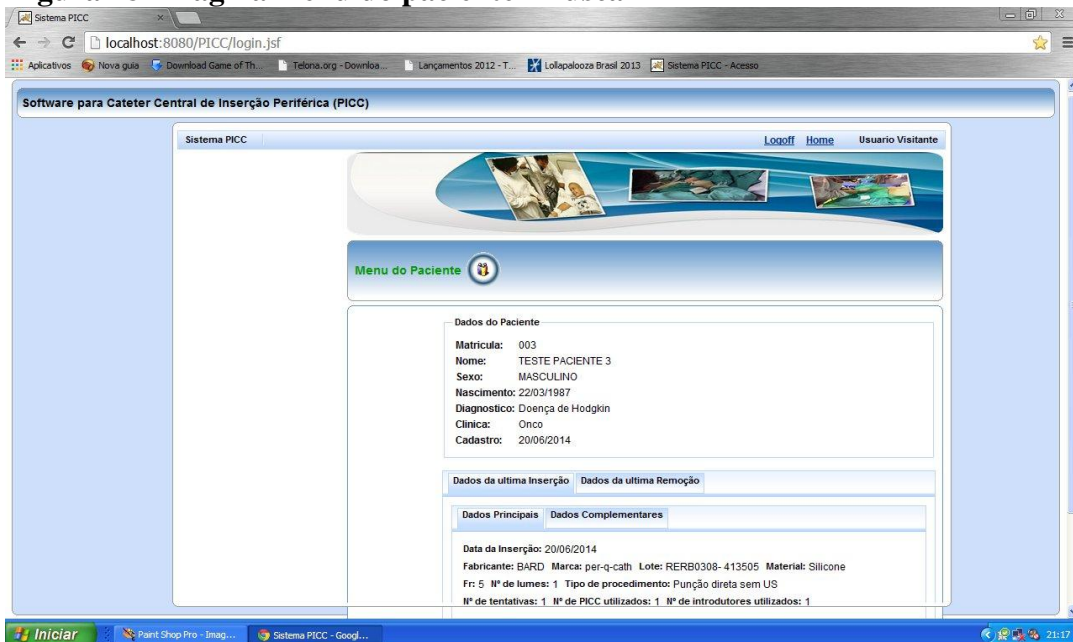 Sistema PICC
localhost:8080/PICC/login.jsf
Aplicativos Nova guia Download Game of Th... Telona.org - Downloa... Lançamentos 2012 - T... Lollapalooza Brasil 2013 Sistema PICC - Acesso
Software para Cateter Central de Inserção Periférica (PICC)
Sistema PICC Logoff Home Usuario Visitante
Menu do Paciente
Dados do Paciente
Matricula: 003
Nome: TESTE PACIENTE 3
Sexo: MASCULINO
Nascimento: 22/03/1987
Diagnostico: Doença de Hodgkin
Clinica: Onco
Cadastro: 20/06/2014
Dados da ultima Inserção Dados da ultima Remoção
Dados Principais Dados Complementares
Data da Inserção: 20/06/2014
Fabricante: BARD Marca: per-q-cath Lote: RERB0308- 413505 Material: Silicone
Fr: 5 Nº de lumes: 1 Tipo de procedimento: Punção direta sem US
Nº de tentativas: 1 Nº de PICC utilizados: 1 Nº de introdutores utilizados: 1
Iniciar Paint Shop Pro - Imag... Sistema PICC - Googl... 21:17